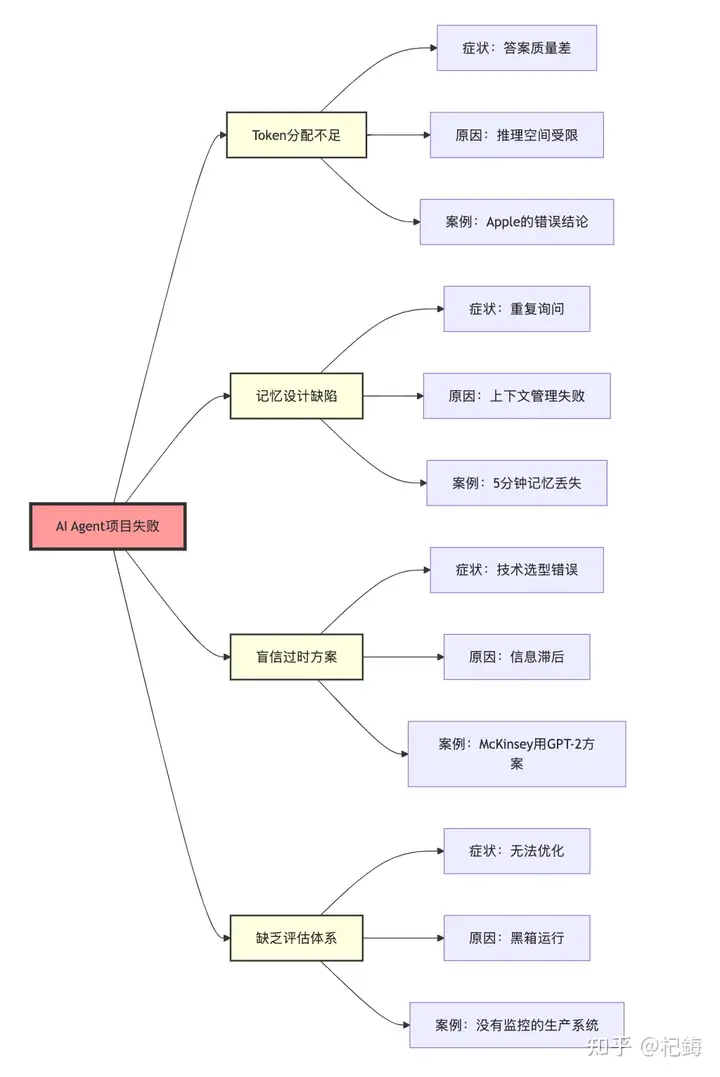 AI Agent项目失败
Token分配不足
症状：答案质量差
原因：推理空间受限
案例：Apple的错误结论
记忆设计缺陷
症状：重复询问
原因：上下文管理失败
案例：5分钟记忆丢失
盲信过时方案
症状：技术选型错误
原因：信息滞后
案例：McKinsey用GPT-2方
案
缺乏评估体系
症状：无法优化
原因：黑箱运行
案例：没有监控的生产系统
知乎 @杞鋂